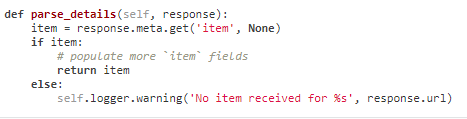 def parse_details(self, response):
    item = response.meta.get('item', None)
    if item:
        # populate more `item` fields
        return item
    else:
        self.logger.warning('No item received for %s', response.url)